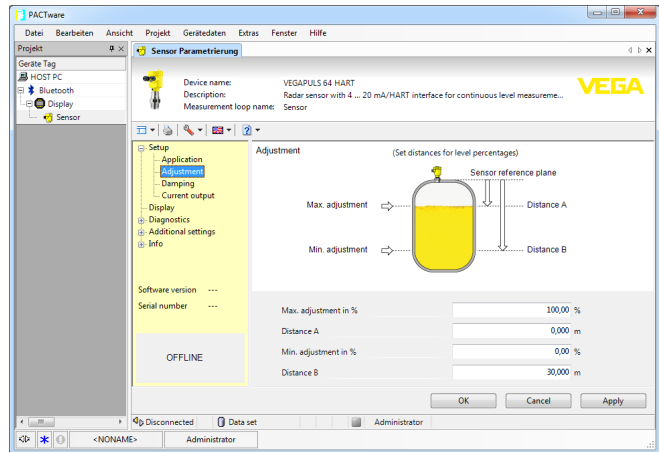 PACTware
Datei Bearbeiten Ansicht Projekt Gerätedaten Extras Fenster Hilfe
Projekt
Geräte Tag
HOST PC
Bluetooth
Display
Sensor
Sensor Parametrierung
Device name: VEGAPULS 64 HART
Description: Radar sensor with 4 ... 20 mA/HART interface for continuous level measureme...
Measurement loop name: Sensor
VEGA
Setup
Application
Adjustment
Damping
Current output
Display
Diagnostics
Additional settings
Info
Software version ---
Serial number ---
OFFLINE
Adjustment
(Set distances for level percentages)
Sensor reference plane
Max. adjustment
Distance A
Min. adjustment
Distance B
Max. adjustment in % 100,00 %
Distance A 0,000 m
Min. adjustment in % 0,00 %
Distance B 30,000 m
OK Cancel Apply
Disconnected Data set Administrator
<NONAME> Administrator